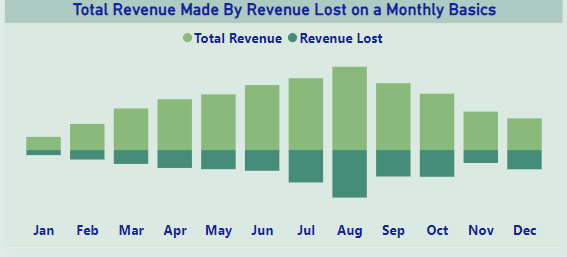 Total Revenue Made By Revenue Lost on a Monthly Basics
Total Revenue Revenue Lost
Jan Feb Mar Apr May Jun Jul Aug Sep Oct Nov Dec